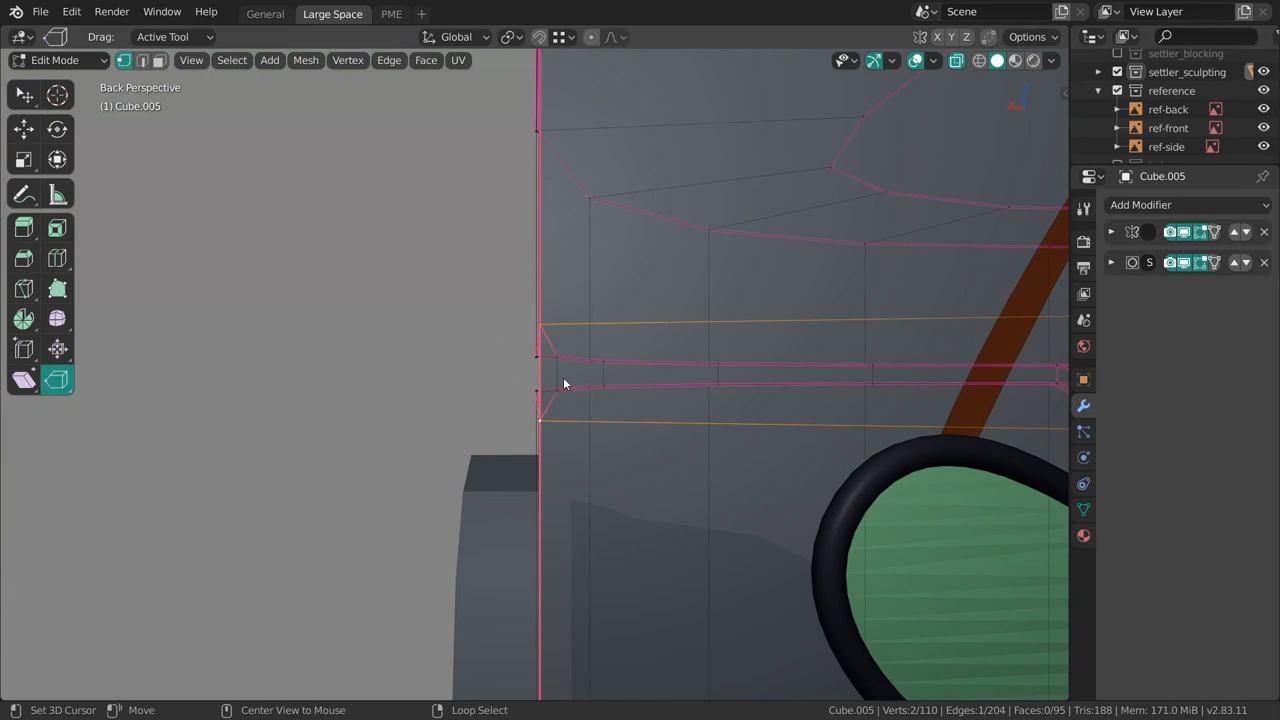 File Edit Render Window Help General Large Space PME + Scene View Layer
Drag: Active Tool Global X Y Z Options
Edit Mode View Select Add Mesh Vertex Edge Face UV
settler_blocking
settler_sculpting
reference
ref-back
ref-front
ref-side
Back Perspective
(1) Cube.005
Cube.005
Add Modifier
S
Set 3D Cursor Move Center View to Mouse Loop Select Cube.005 | Verts:2/110 | Edges:1/204 | Faces:0/95 | Tris:188 | Mem: 171.0 MiB | v2.83.11